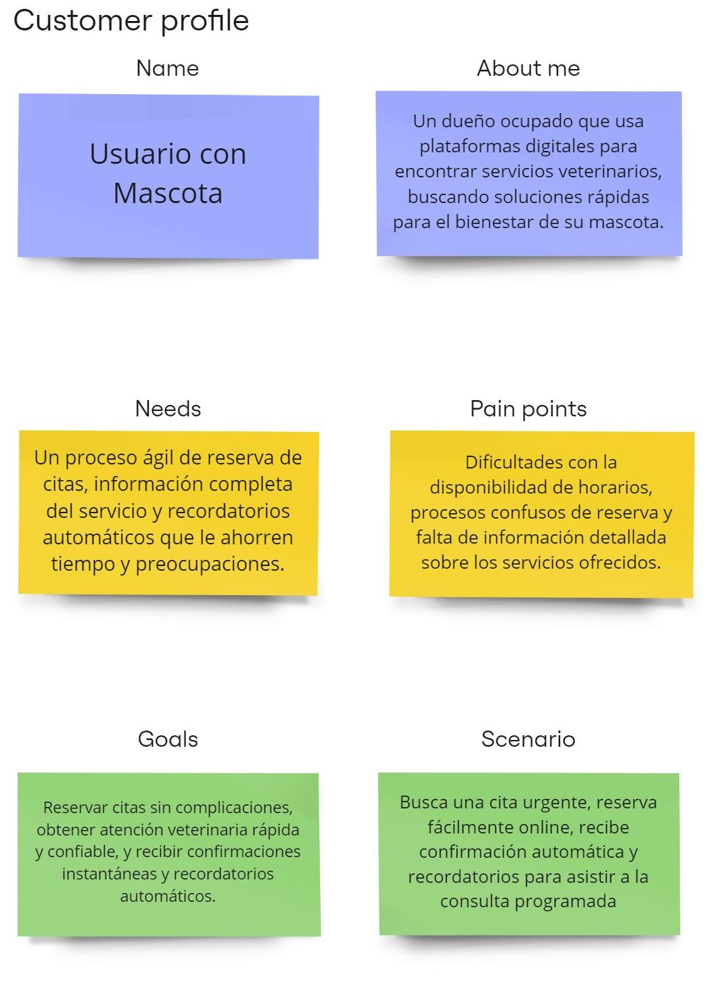 Customer profile
Name
Usuario con
Mascota
About me
Un dueño ocupado que usa
plataformas digitales para
encontrar servicios veterinarios,
buscando soluciones rápidas
para el bienestar de su mascota.
Needs
Un proceso ágil de reserva de
citas, información completa
del servicio y recordatorios
automáticos que le ahorren
tiempo y preocupaciones.
Pain points
Dificultades con la
disponibilidad de horarios,
procesos confusos de reserva y
falta de información detallada
sobre los servicios ofrecidos.
Goals
Reservar citas sin complicaciones,
obtener atención veterinaria rápida
y confiable, y recibir confirmaciones
instantáneas y recordatorios
automáticos.
Scenario
Busca una cita urgente, reserva
fácilmente online, recibe
confirmación automática y
recordatorios para asistir a la
consulta programada